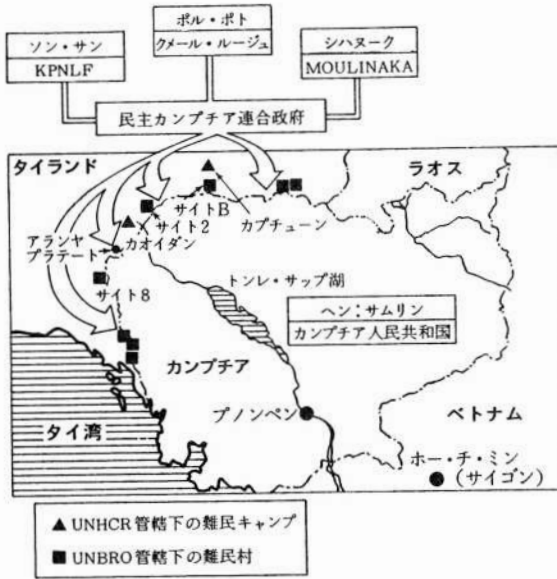 ソン・サン
KPNLF
ポル・ポト
クメール・ルージュ
シハヌーク
MOULINAKA
民主カンプチア連合政府
タイランド
ラオス
サイトB
カプチューン
サイト2
アランヤ
プラテート
カオイダン
サイト8
トンレ・サップ湖
ヘン:サムリン
カンプチア人民共和国
カンプチア
プノンペン
タイ湾
ベトナム
ホー・チ・ミン
(サイゴン)
▲ UNHCR管轄下の難民キャンプ
■ UNBRO管轄下の難民村